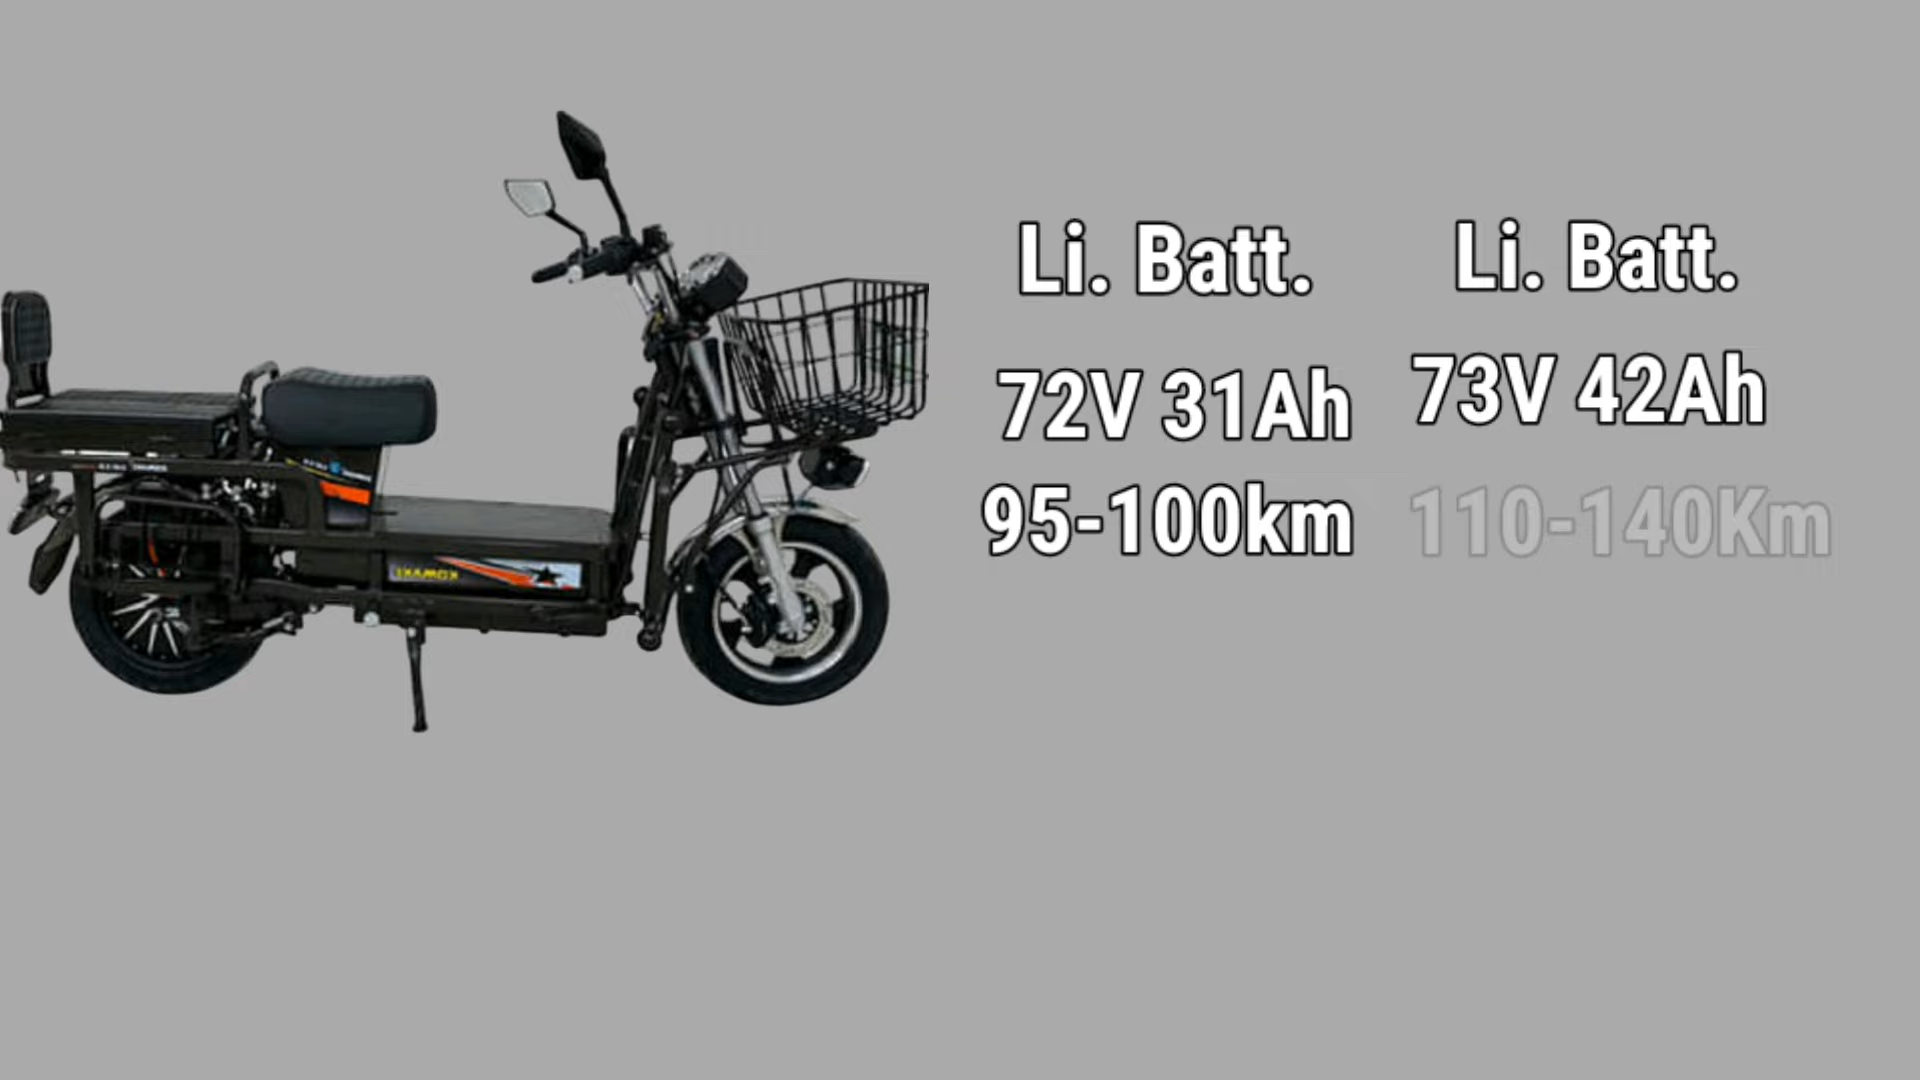 Li. Batt.
72V 31Ah
95-100km
Li. Batt.
73V 42Ah
110-140Km